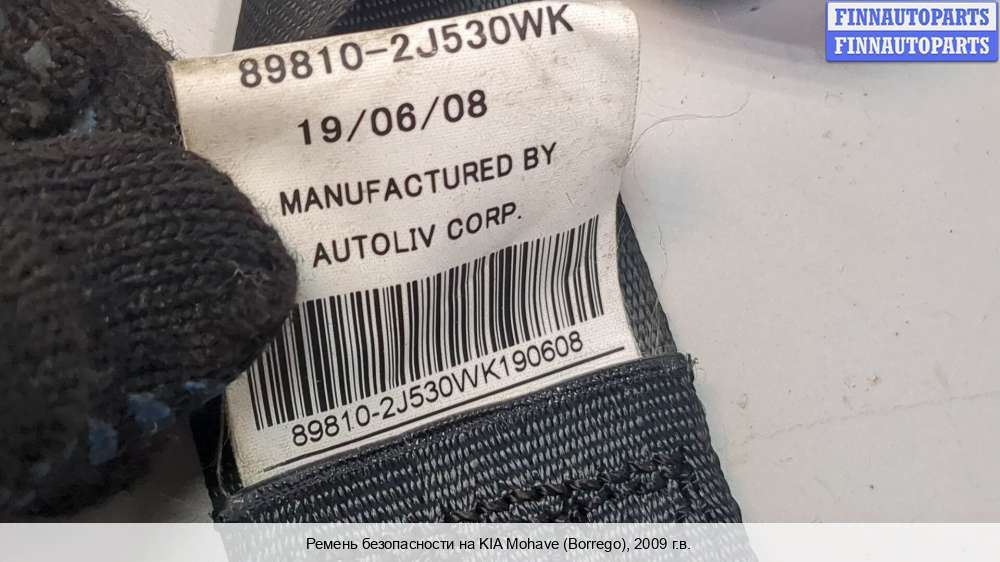 FINNAUTOPARTS
FINNAUTOPARTS
89810-2J530WK
19/06/08
MANUFACTURED BY
AUTOLIV CORP.
89810-2J530WK190608
Ремень безопасности на KIA Mohave (Borrego), 2009 г.в.